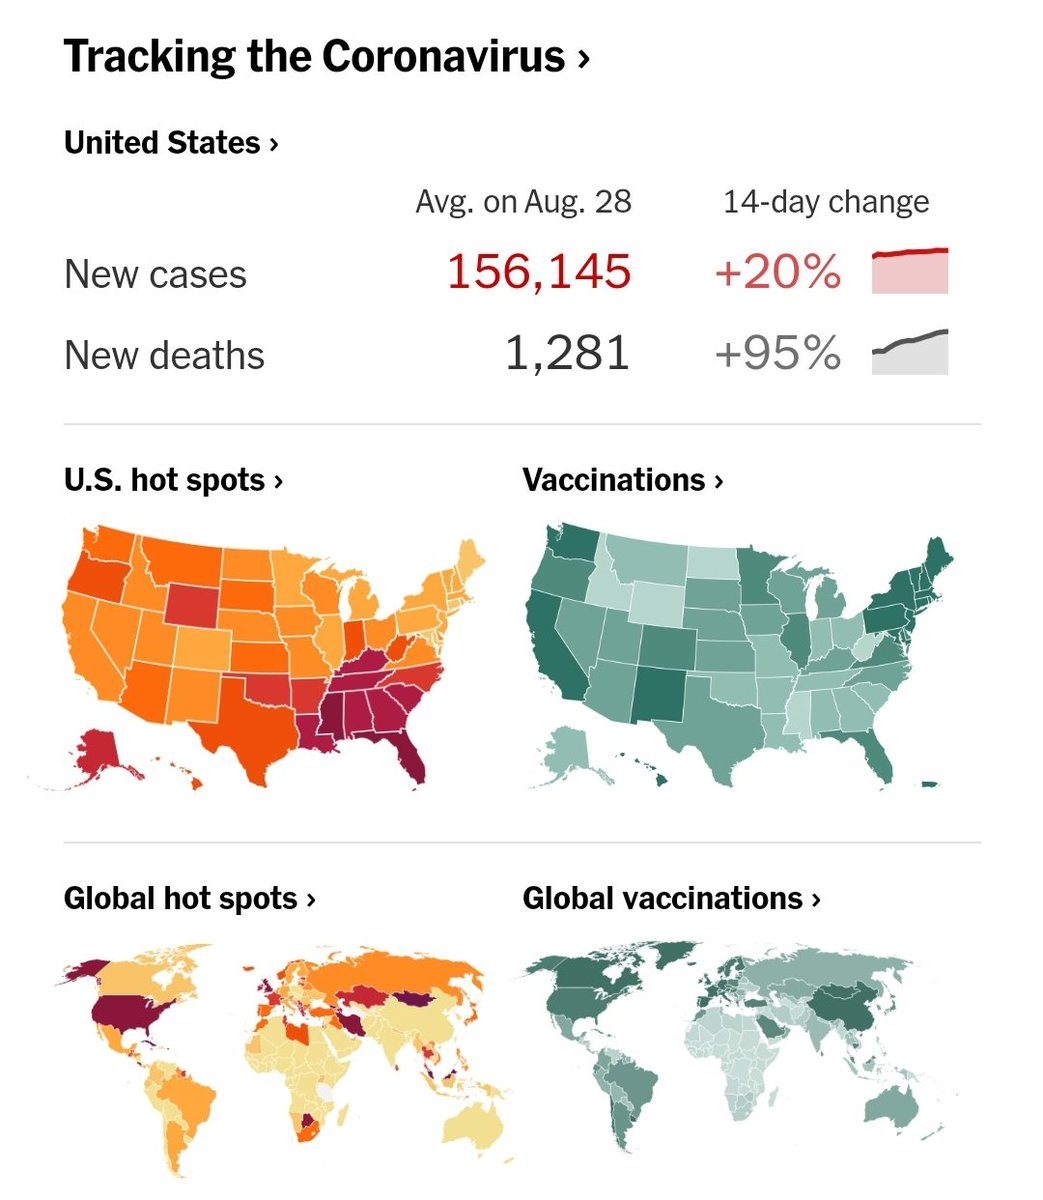 Tracking the Coronavirus ›
United States ›
Avg. on Aug. 28 14-day change
New cases 156,145 +20%
New deaths 1,281 +95%
U.S. hot spots › Vaccinations ›
Global hot spots › Global vaccinations ›